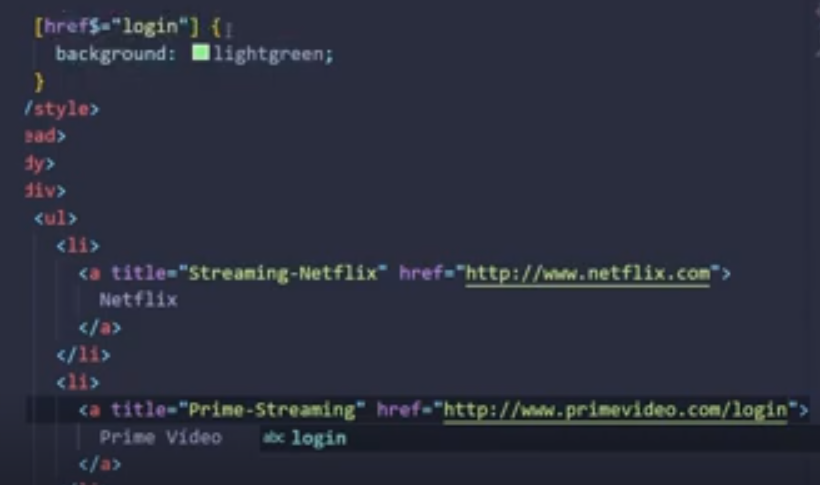 [href$="login"] {
background: lightgreen;
}
/style>
ead>
dy>
div>
<ul>
<li>
<a title="Streaming-Netflix" href="http://www.netflix.com">
Netflix
</a>
</li>
<li>
<a title="Prime-Streaming" href="http://www.primevideo.com/login">
Prime Video abc login
</a>